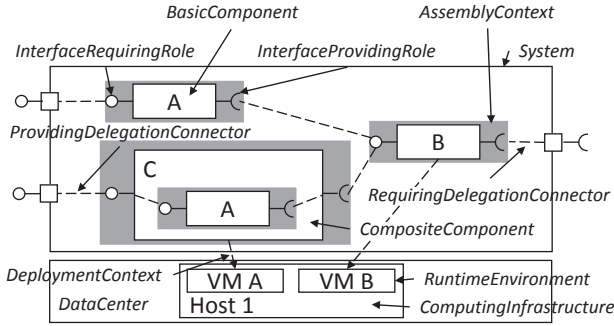 BasicComponent
AssemblyContext
InterfaceRequiringRole
InterfaceProvidingRole
System
A
ProvidingDelegationConnector
B
C
A
RequiringDelegationConnector
CompositeComponent
DeploymentContext
VM A
VM B
RuntimeEnvironment
DataCenter
Host 1
ComputingInfrastructure